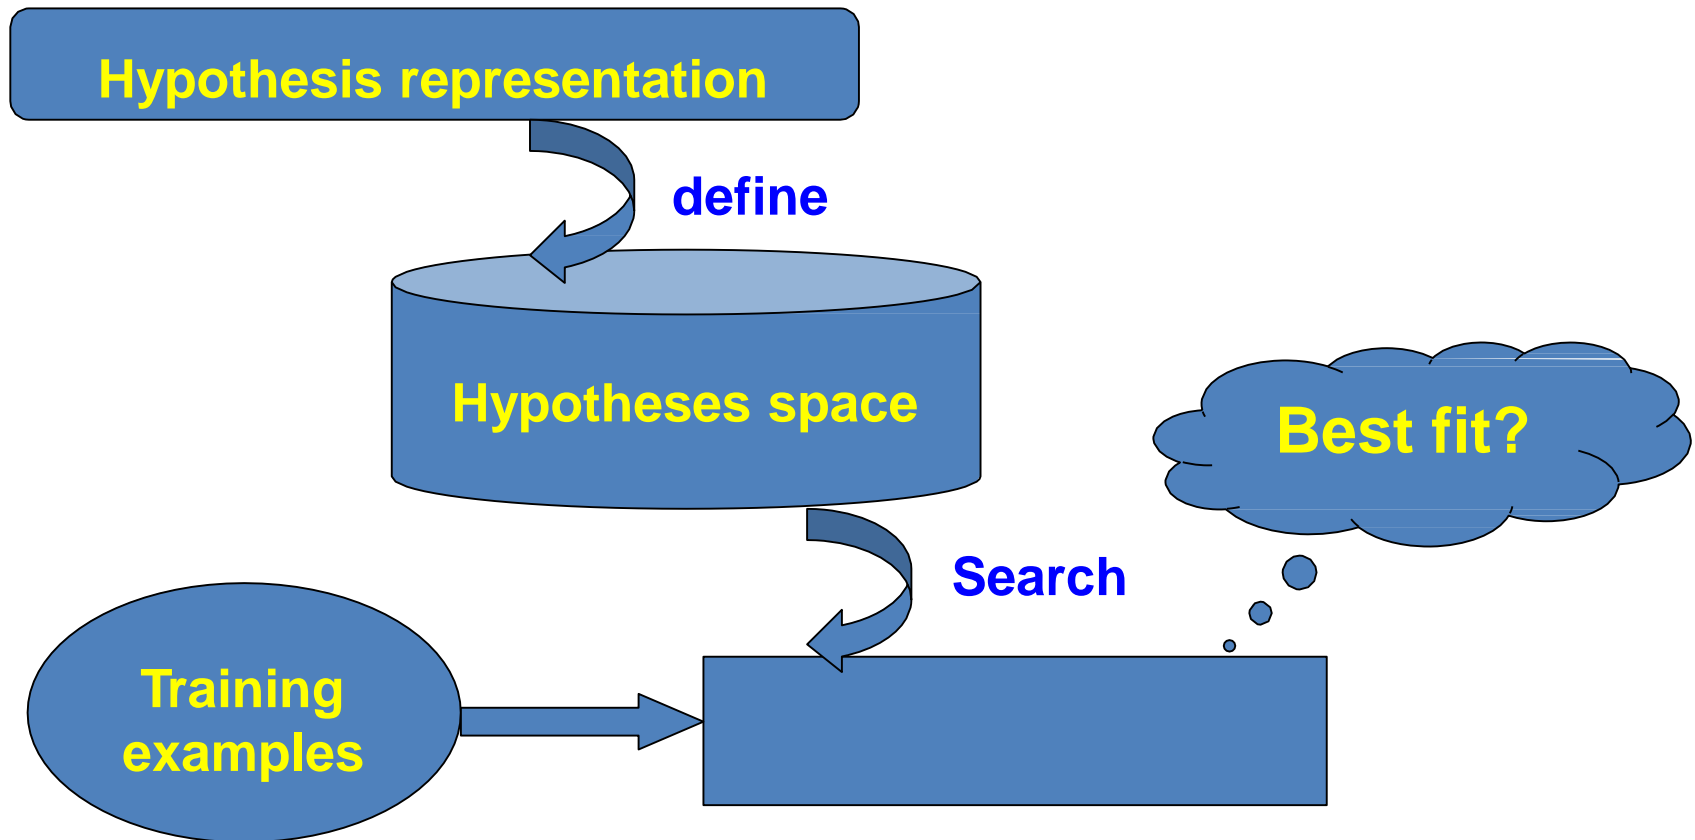 Hypothesis representation
define
Hypotheses space
Best fit?
Search
Training
examples